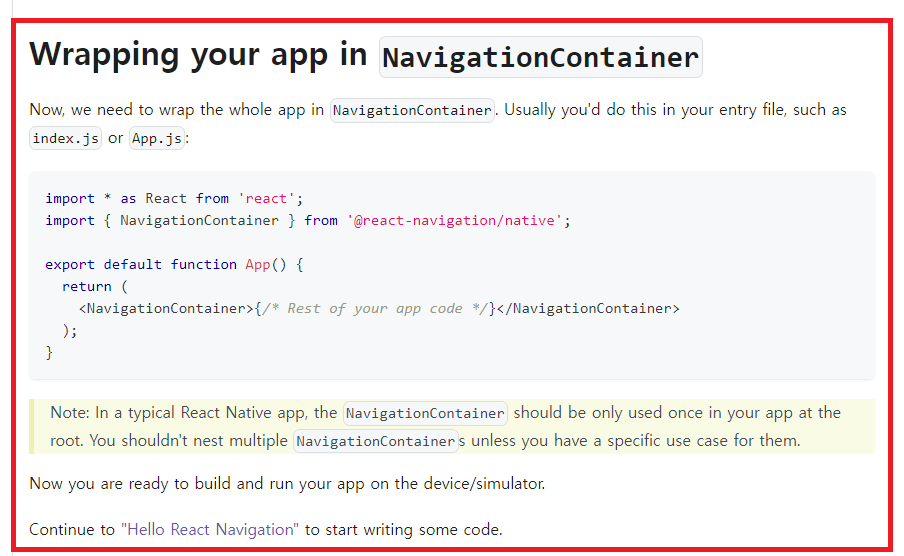 Wrapping your app in NavigationContainer
Now, we need to wrap the whole app in NavigationContainer. Usually you'd do this in your entry file, such as
index.js or App.js:
import * as React from 'react';
import { NavigationContainer } from '@react-navigation/native';
export default function App() {
  return (
    <NavigationContainer>{/* Rest of your app code */}</NavigationContainer>
  );
}
Note: In a typical React Native app, the NavigationContainer should be only used once in your app at the
root. You shouldn't nest multiple NavigationContainers unless you have a specific use case for them.
Now you are ready to build and run your app on the device/simulator.
Continue to "Hello React Navigation" to start writing some code.